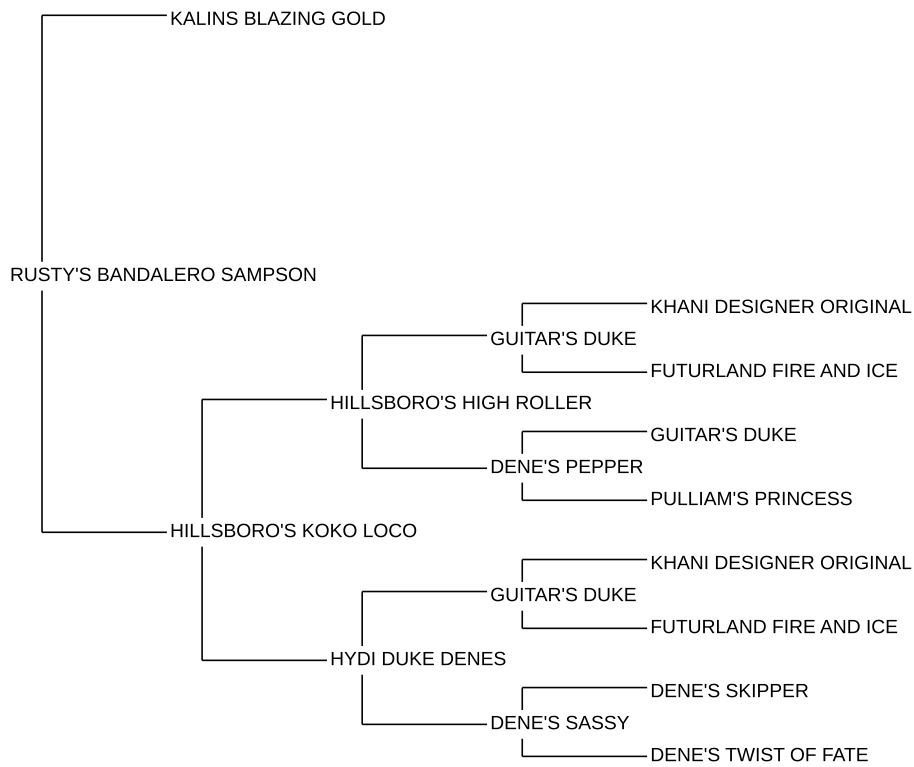 KALINS BLAZING GOLD
RUSTY'S BANDALERO SAMPSON
KHANI DESIGNER ORIGINAL
GUITAR'S DUKE
FUTURLAND FIRE AND ICE
HILLSBORO'S HIGH ROLLER
GUITAR'S DUKE
DENE'S PEPPER
PULLIAM'S PRINCESS
HILLSBORO'S KOKO LOCO
KHANI DESIGNER ORIGINAL
GUITAR'S DUKE
FUTURLAND FIRE AND ICE
HYDI DUKE DENES
DENE'S SKIPPER
DENE'S SASSY
DENE'S TWIST OF FATE